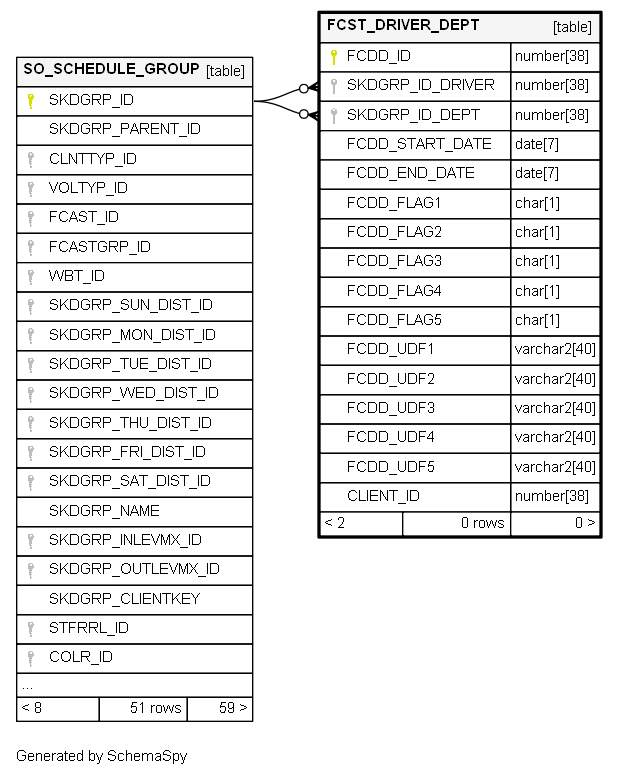 SO_SCHEDULE_GROUP [table]
SKDGRP_ID
SKDGRP_PARENT_ID
CLNTTYP_ID
VOLTYP_ID
FCAST_ID
FCASTGRP_ID
WBT_ID
SKDGRP_SUN_DIST_ID
SKDGRP_MON_DIST_ID
SKDGRP_TUE_DIST_ID
SKDGRP_WED_DIST_ID
SKDGRP_THU_DIST_ID
SKDGRP_FRI_DIST_ID
SKDGRP_SAT_DIST_ID
SKDGRP_NAME
SKDGRP_INLEVMX_ID
SKDGRP_OUTLEVMX_ID
SKDGRP_CLIENTKEY
STFRRL_ID
COLR_ID
...
< 8 51 rows 59 >
FCST_DRIVER_DEPT [table]
FCDD_ID number[38]
SKDGRP_ID_DRIVER number[38]
SKDGRP_ID_DEPT number[38]
FCDD_START_DATE date[7]
FCDD_END_DATE date[7]
FCDD_FLAG1 char[1]
FCDD_FLAG2 char[1]
FCDD_FLAG3 char[1]
FCDD_FLAG4 char[1]
FCDD_FLAG5 char[1]
FCDD_UDF1 varchar2[40]
FCDD_UDF2 varchar2[40]
FCDD_UDF3 varchar2[40]
FCDD_UDF4 varchar2[40]
FCDD_UDF5 varchar2[40]
CLIENT_ID number[38]
< 2 0 rows 0 >
Generated by SchemaSpy